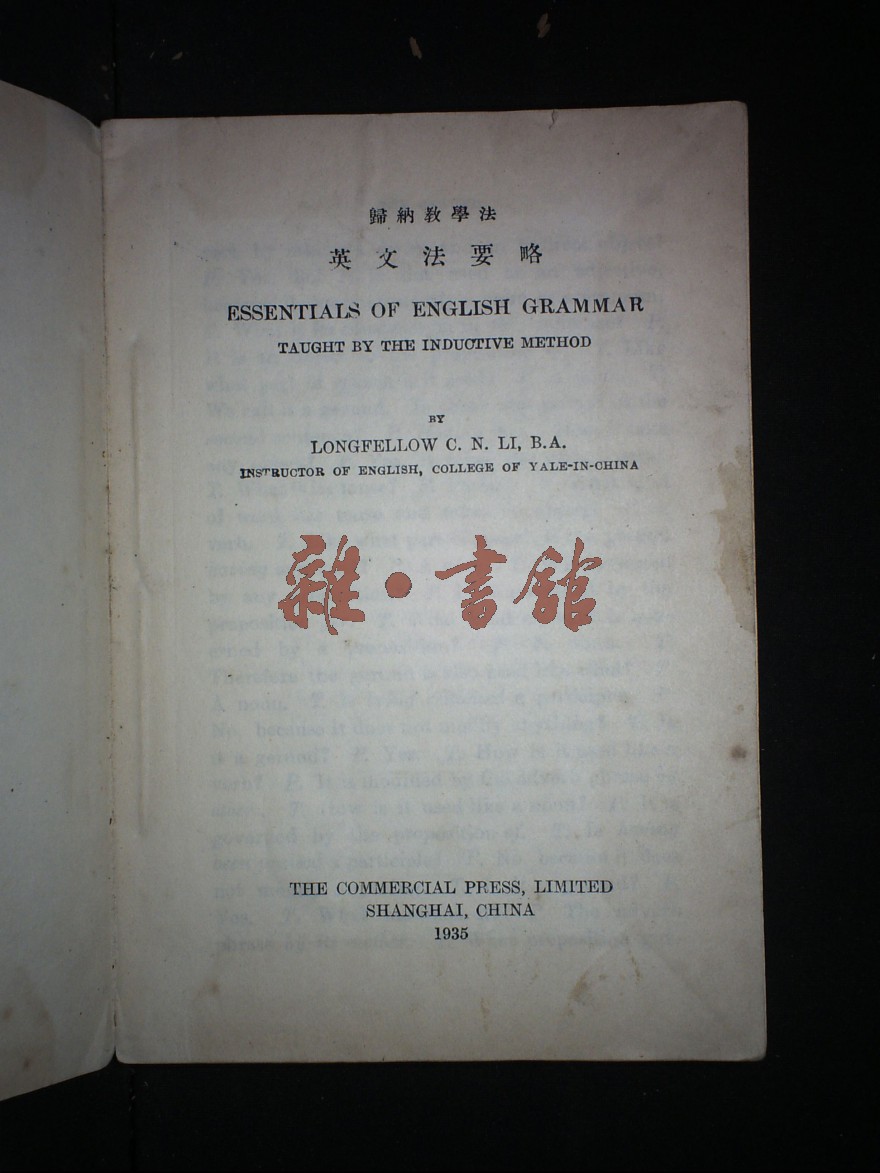 歸納教學法
英文法要略
ESSENTIALS OF ENGLISH GRAMMAR
TAUGHT BY THE INDUCTIVE METHOD
BY
LONGFELLOW C. N. LI, B.A.
INSTRUCTOR OF ENGLISH, COLLEGE OF YALE-IN-CHINA
雜·書館
THE COMMERCIAL PRESS, LIMITED
SHANGHAI, CHINA
1935